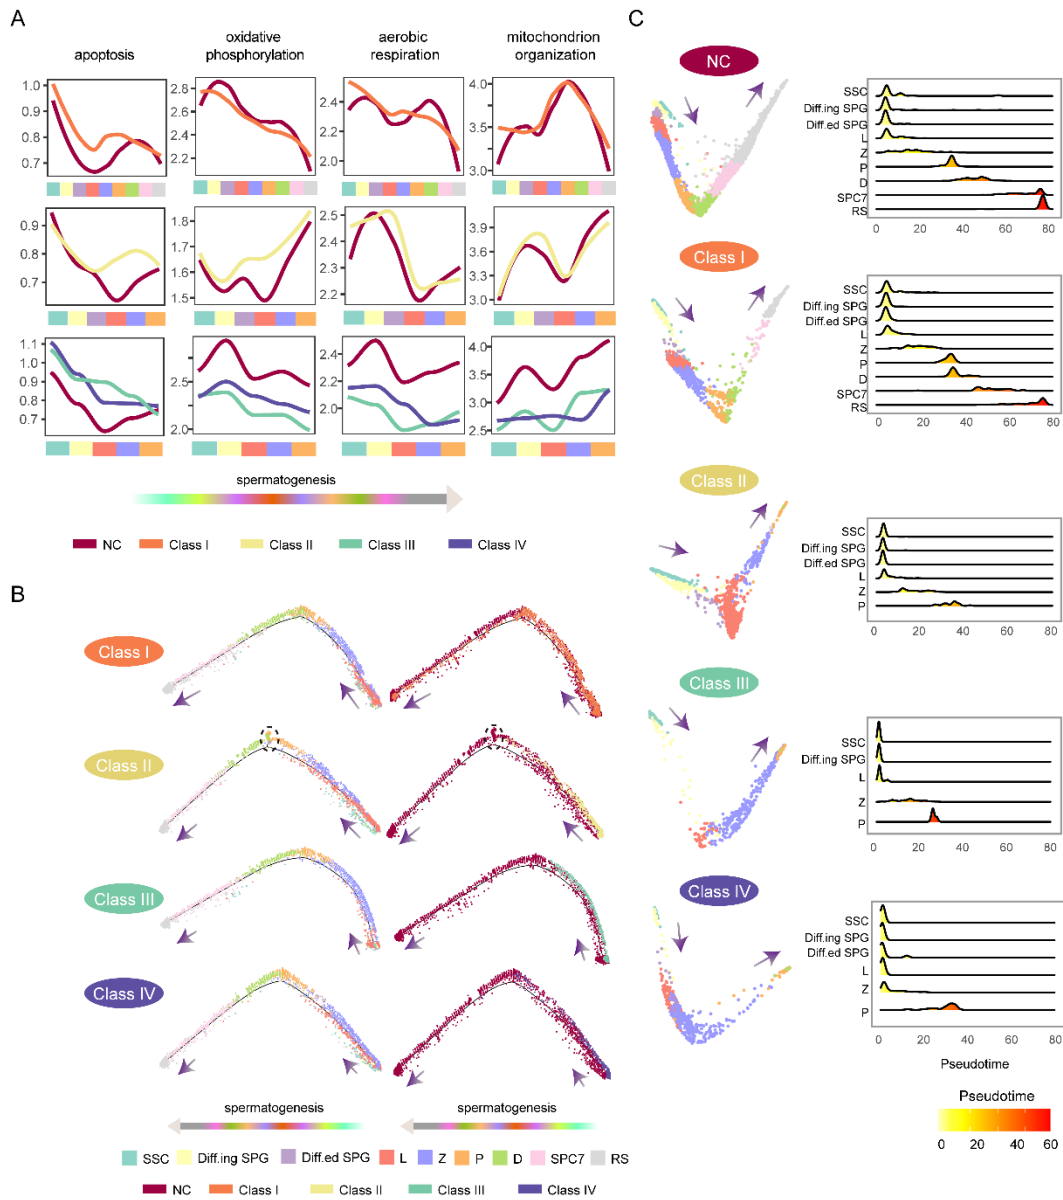 A
apoptosis
oxidative
phosphorylation
aerobic
respiration
mitochondrion
organization
1.0
0.9
0.8
0.7
2.8
2.6
2.4
2.2
2.6
2.4
2.2
2.0
4.0
3.5
3.0
0.9
0.8
0.7
1.8
1.7
1.6
1.5
2.5
2.4
2.3
2.2
3.9
3.6
3.3
3.0
1.1
1.0
0.9
0.8
0.7
2.5
2.0
2.4
2.2
2.0
1.8
4.0
3.5
3.0
2.5
spermatogenesis
NC Class I Class II Class III Class IV
B
Class I
Class II
Class III
Class IV
spermatogenesis spermatogenesis
SSC Diff.ing SPG Diff.ed SPG L Z P D SPC7 RS
NC Class I Class II Class III Class IV
C
NC
SSC
Diff.ing SPG
Diff.ed SPG
L
Z
P
D
SPC7
RS
0 20 40 60 80
Class I
SSC
Diff.ing SPG
Diff.ed SPG
L
Z
P
D
SPC7
RS
0 20 40 60 80
Class II
SSC
Diff.ing SPG
Diff.ed SPG
L
Z
P
0 20 40 60 80
Class III
SSC
Diff.ing SPG
L
Z
P
0 20 40 60 80
Class IV
SSC
Diff.ing SPG
Diff.ed SPG
L
Z
P
0 20 40 60 80
Pseudotime
Pseudotime
0 20 40 60